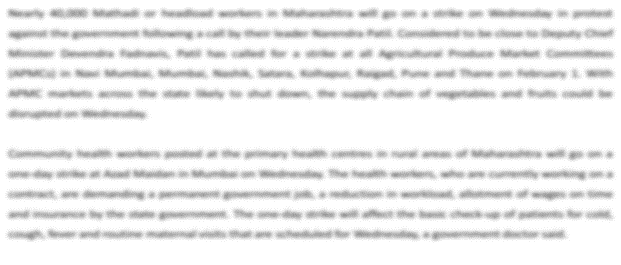 Nearly 40,000 Mathadi or headload workers in Maharashtra will go on a strike on Wednesday in protest
against the government following a call by their leader Narendra Patil. Considered to be close to Deputy Chief
Minister Devendra Fadnavis, Patil has called for a strike at all Agricultural Produce Market Committees
(APMCs) in Navi Mumbai, Mumbai, Nashik, Satara, Kolhapur, Raigad, Pune and Thane on February 1. With
APMC markets across the state likely to shut down, the supply chain of vegetables and fruits could be
disrupted on Wednesday.
Community health workers posted at the primary health centres in rural areas of Maharashtra will go on a
one-day strike at Azad Maidan in Mumbai on Wednesday. The health workers, who are currently working on a
contract, are demanding a permanent government job, a reduction in workload, allotment of wages on time
and insurance by the state government. The one-day strike will affect the basic check-up of patients for cold,
cough, fever and routine maternal visits that are scheduled for Wednesday, a government doctor said.